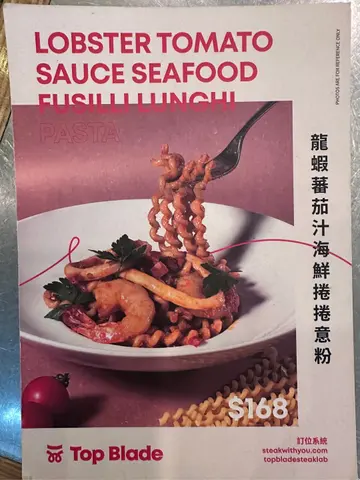 LOBSTER TOMATO
SAUCE SEAFOOD
FUSILLI LUNGHI
PASTA
PHOTOS ARE FOR REFERENCE ONLY
龍蝦蕃茄汁海鮮捲捲意粉
$168
Top Blade
訂位系統
steakwithyou.com
topbladesteaklab